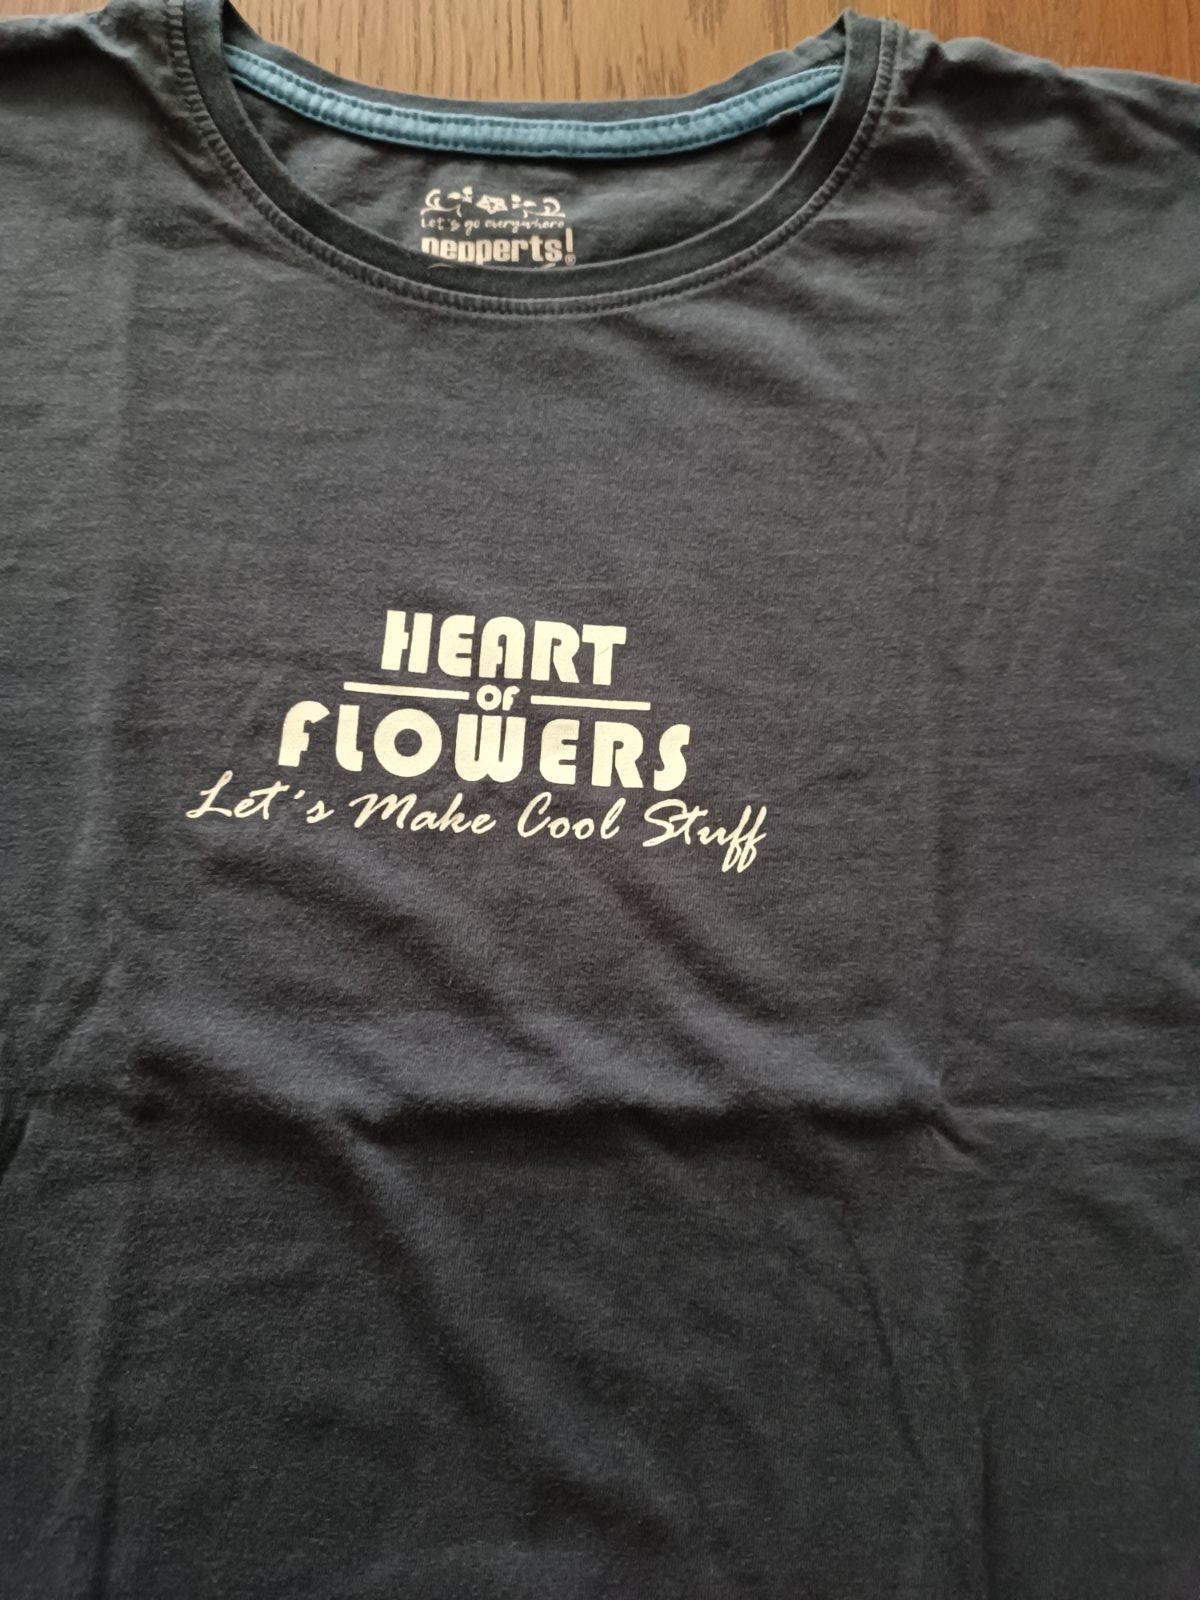 Let's go everywhere
pepperts!®
HEART
OF
FLOWERS
Let's Make Cool Stuff